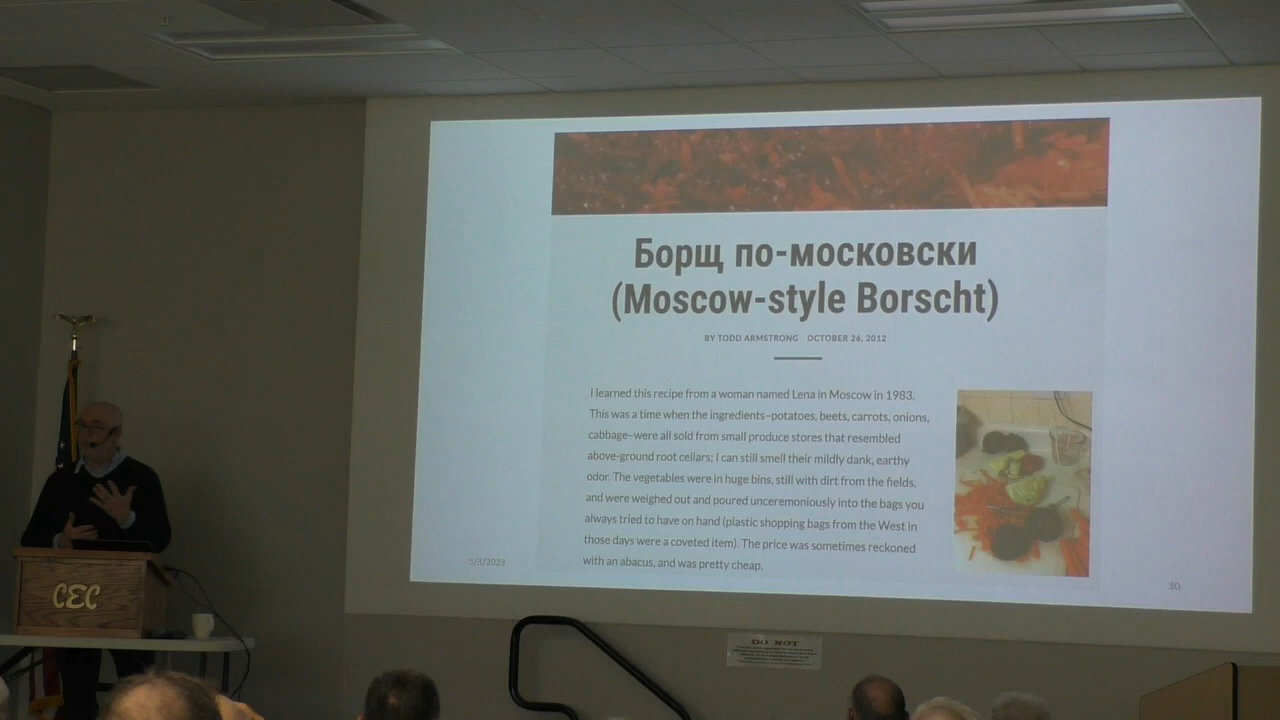 Борщ по-московски
(Moscow-style Borscht)
BY TODD ARMSTRONG OCTOBER 26, 2012
I learned this recipe from a woman named Lena in Moscow in 1983.
This was a time when the ingredients–potatoes, beets, carrots, onions,
cabbage–were all sold from small produce stores that resembled
above-ground root cellars; I can still smell their mildly dank, earthy
odor. The vegetables were in huge bins, still with dirt from the fields,
and were weighed out and poured unceremoniously into the bags you
always tried to have on hand (plastic shopping bags from the West in
those days were a coveted item). The price was sometimes reckoned
with an abacus, and was pretty cheap.
5/3/2023
30
CEC
DO NOT